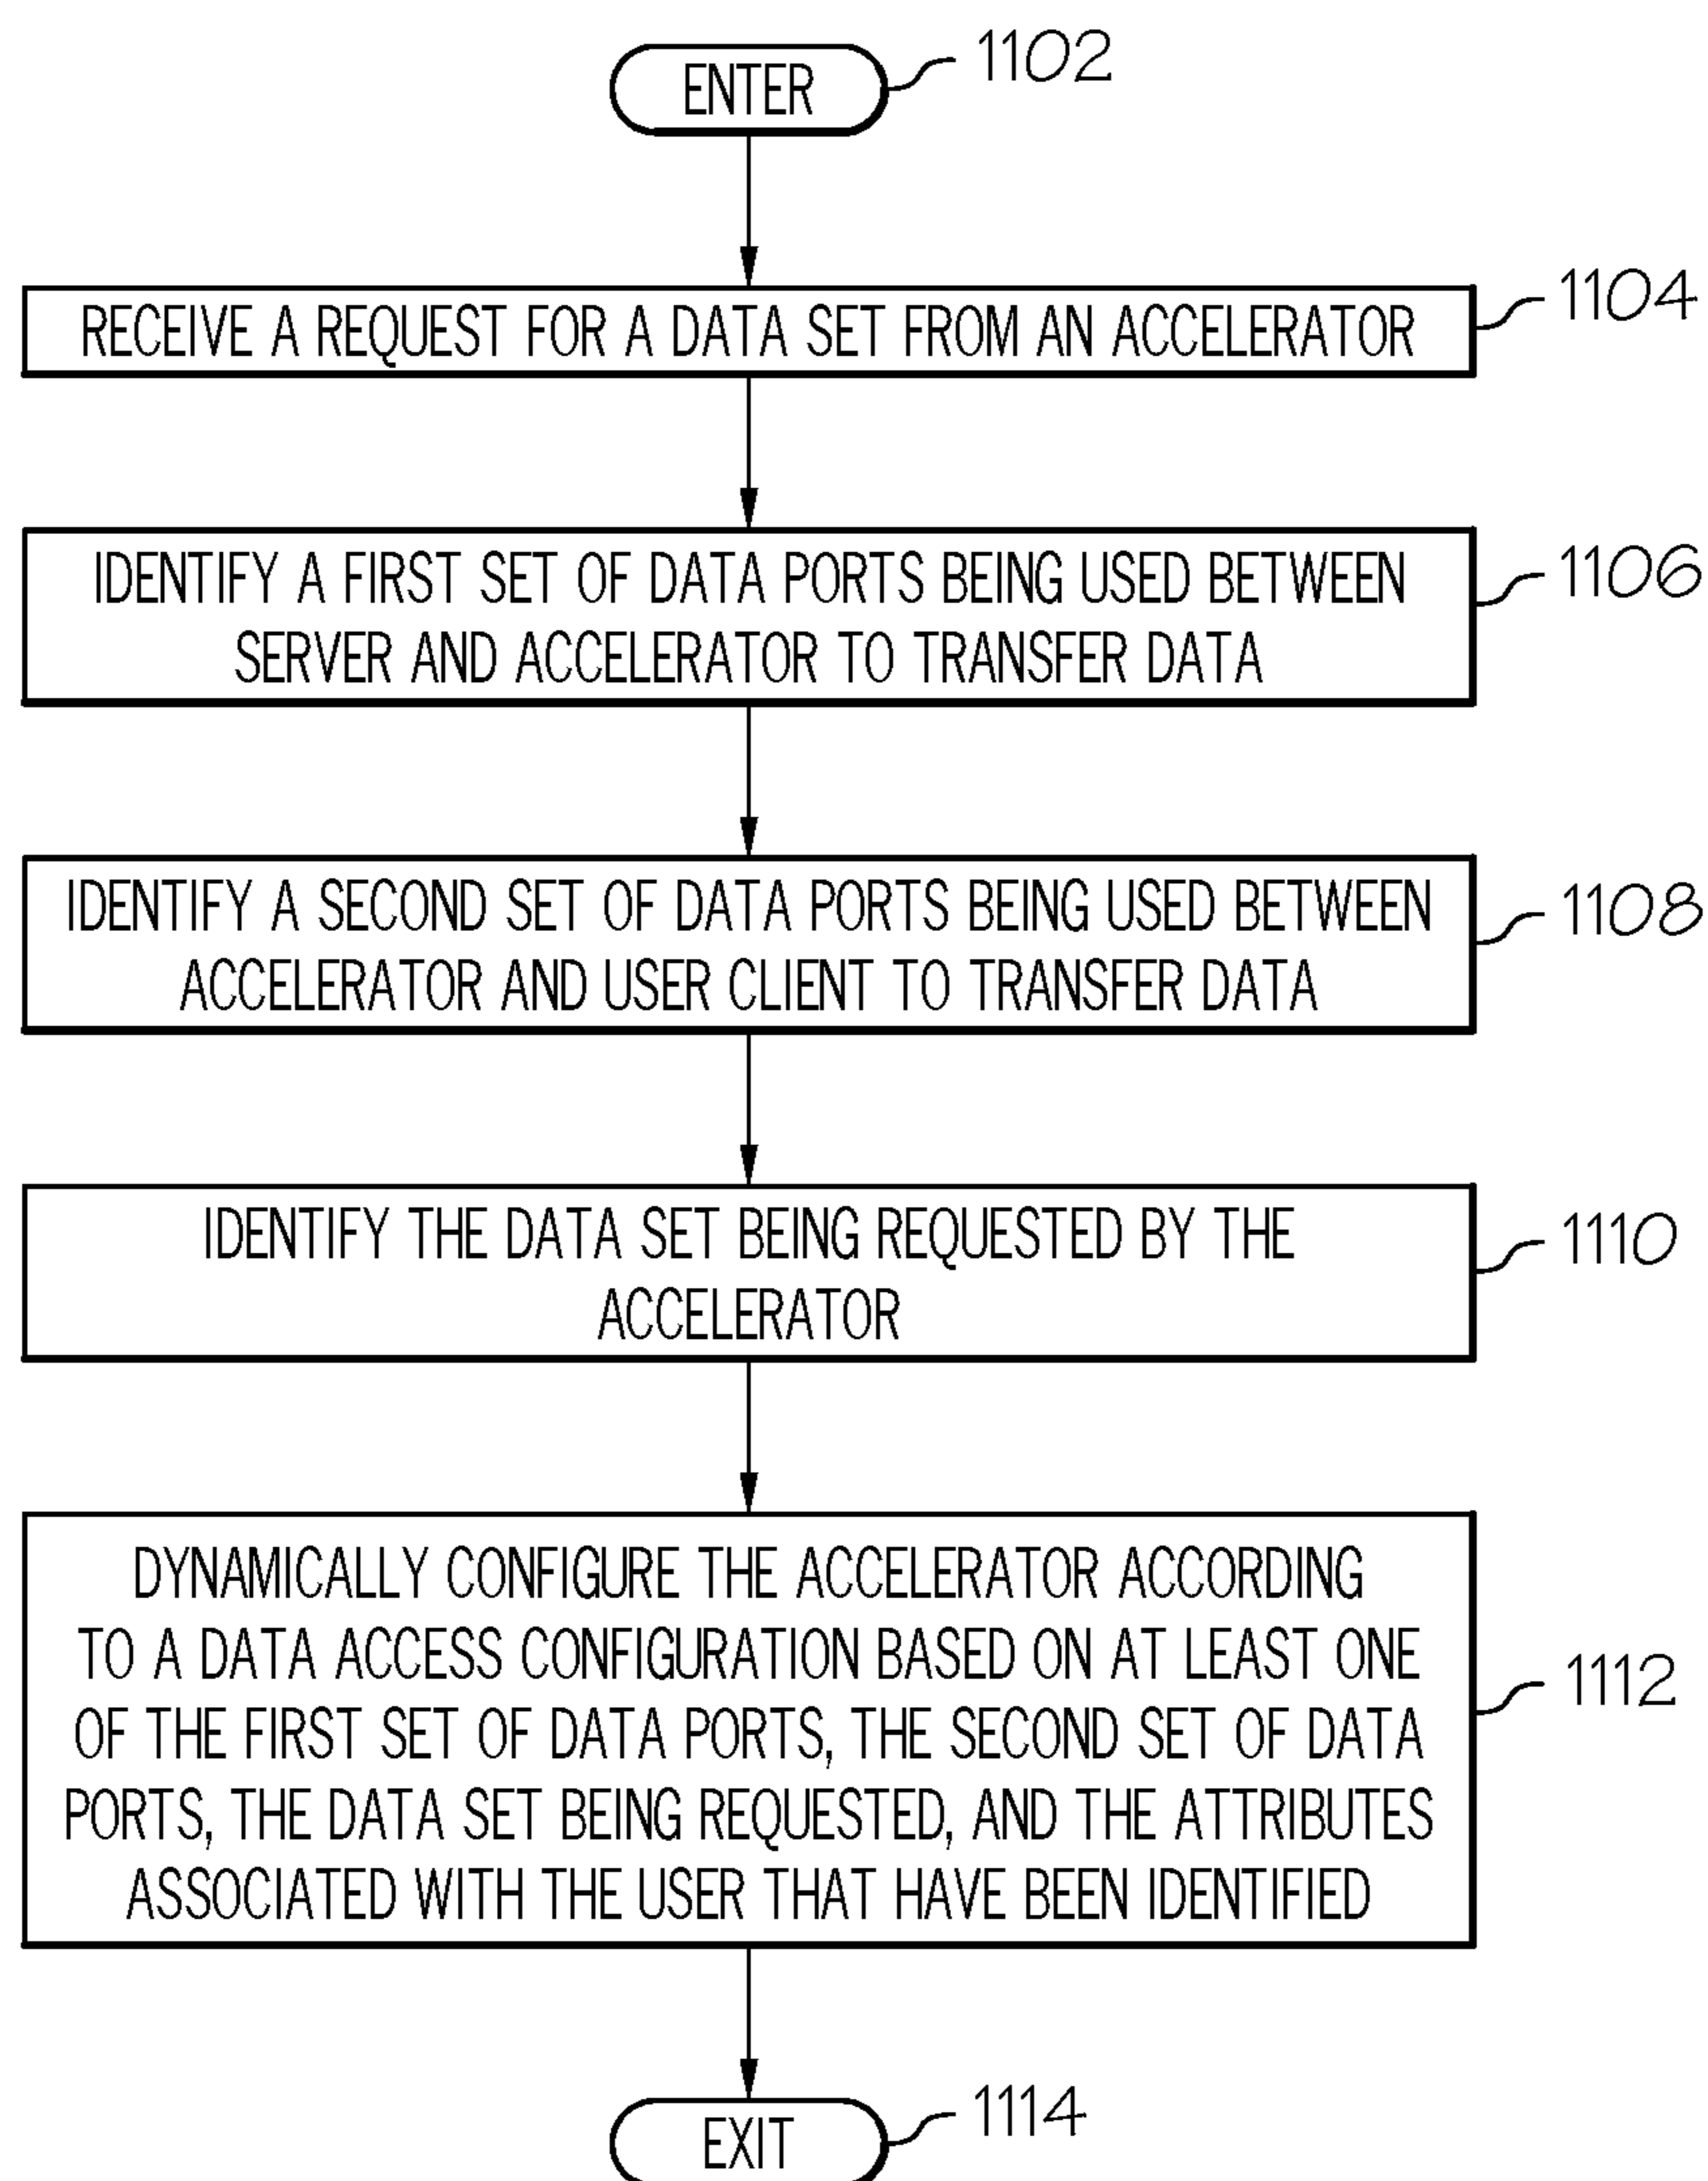 ENTER
1102
RECEIVE A REQUEST FOR A DATA SET FROM AN ACCELERATOR
1104
IDENTIFY A FIRST SET OF DATA PORTS BEING USED BETWEEN
SERVER AND ACCELERATOR TO TRANSFER DATA
1106
IDENTIFY A SECOND SET OF DATA PORTS BEING USED BETWEEN
ACCELERATOR AND USER CLIENT TO TRANSFER DATA
1108
IDENTIFY THE DATA SET BEING REQUESTED BY THE
ACCELERATOR
1110
DYNAMICALLY CONFIGURE THE ACCELERATOR ACCORDING
TO A DATA ACCESS CONFIGURATION BASED ON AT LEAST ONE
OF THE FIRST SET OF DATA PORTS, THE SECOND SET OF DATA
PORTS, THE DATA SET BEING REQUESTED, AND THE ATTRIBUTES
ASSOCIATED WITH THE USER THAT HAVE BEEN IDENTIFIED
1112
EXIT
1114